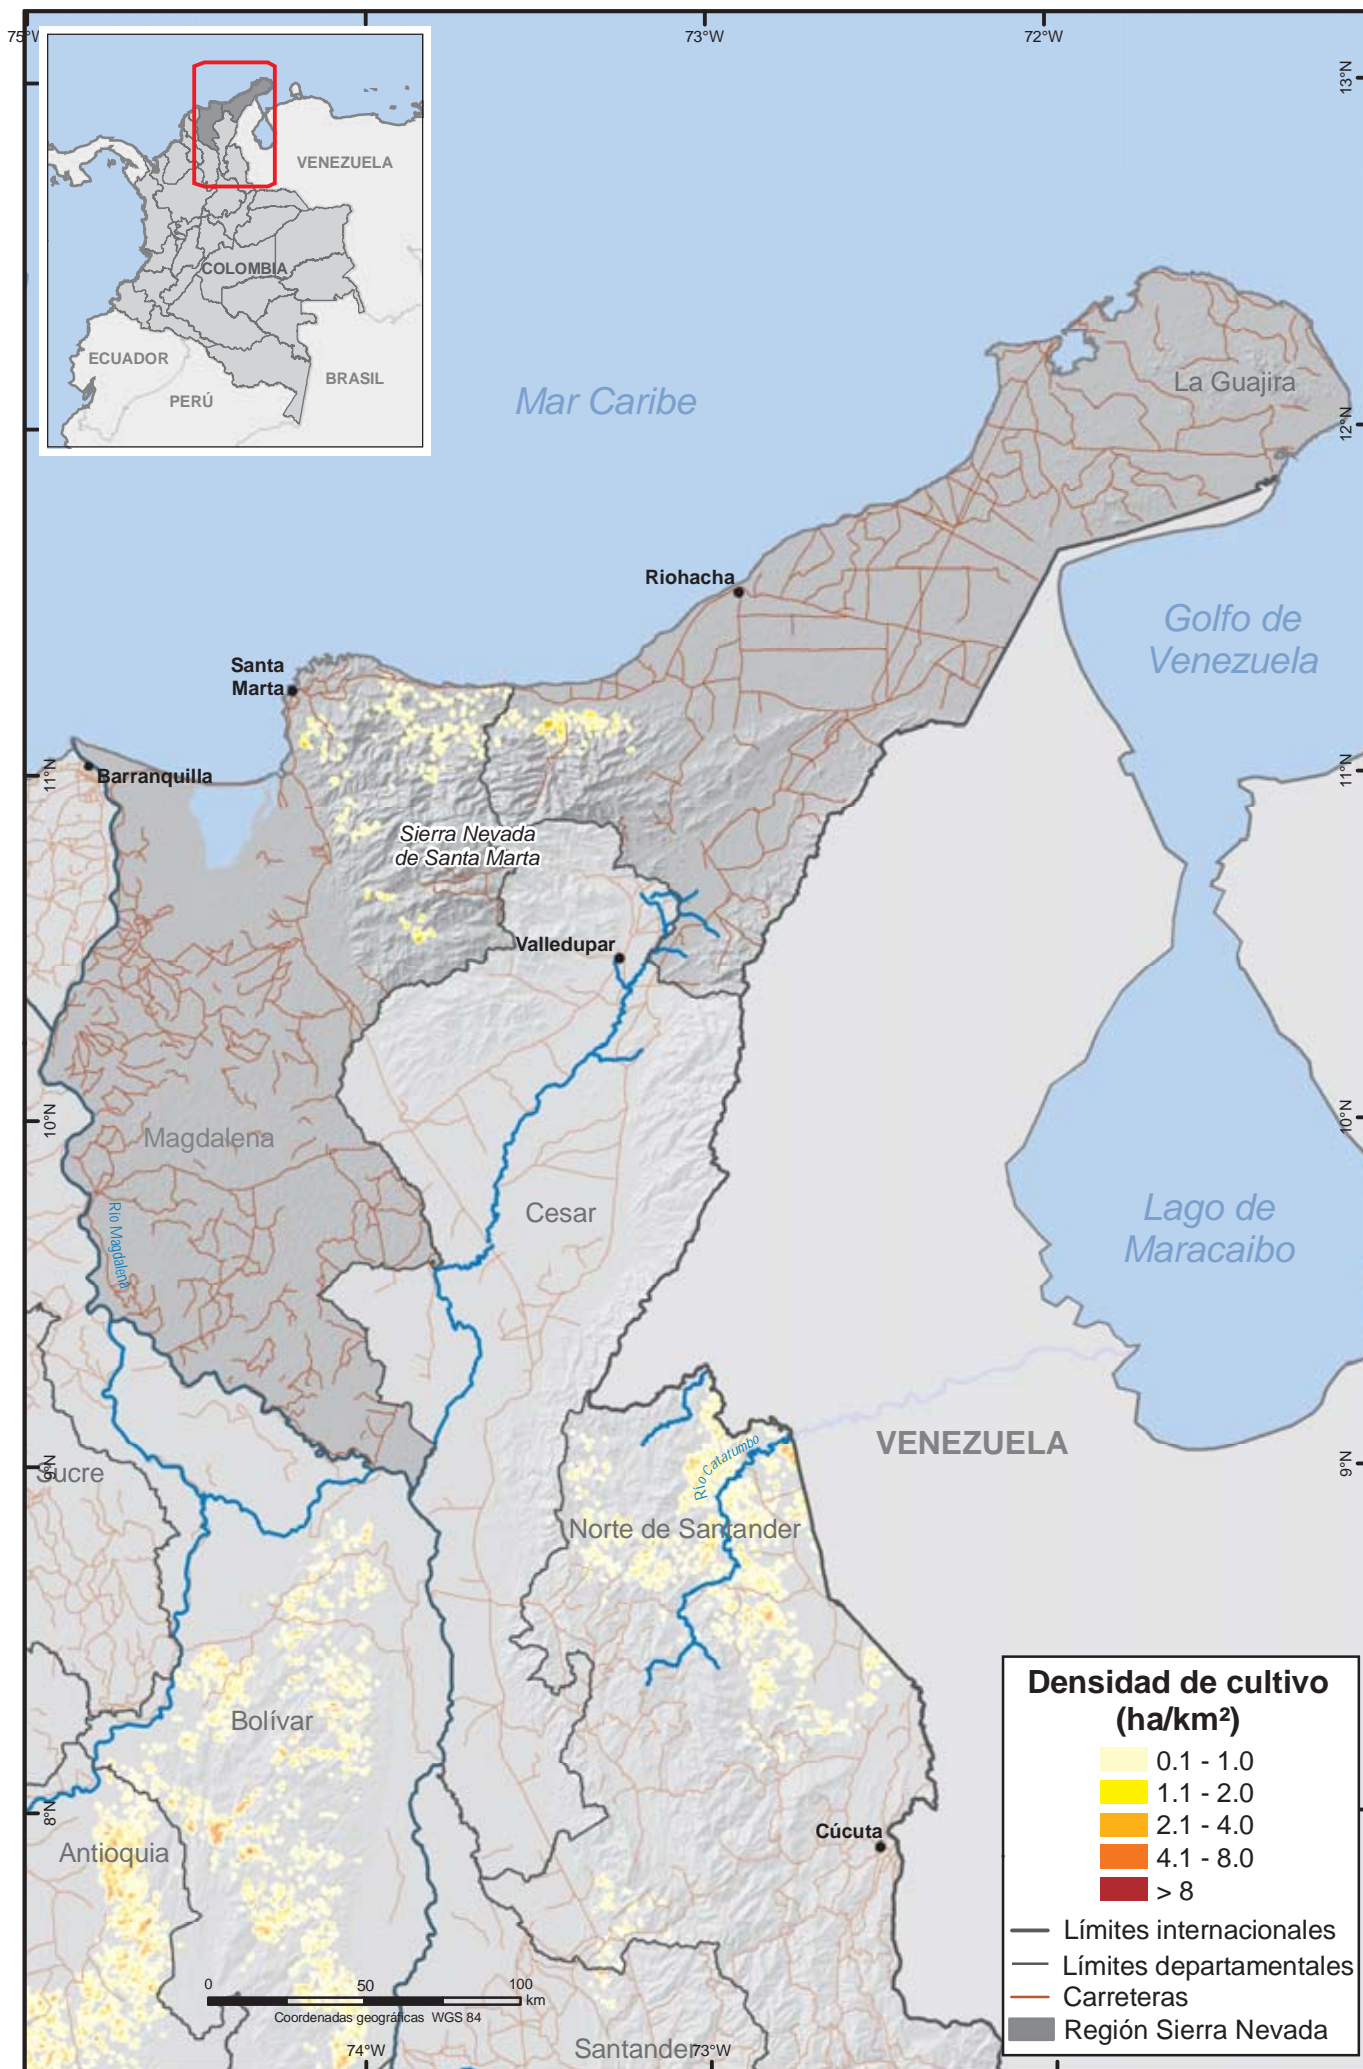 75°W
73°W
72°W
13°N
VENEZUELA
COLOMBIA
ECUADOR
PERÚ
BRASIL
Mar Caribe
La Guajira
12°N
Riohacha
Golfo de
Venezuela
Santa
Marta
Barranquilla
11°N
11°N
Sierra Nevada
de Santa Marta
Valledupar
10°N
10°N
Magdalena
Río Magdalena
Cesar
Lago de
Maracaibo
VENEZUELA
Río Catatumbo
9°N
9°N
Sucre
Norte de Santander
Bolívar
8°N
Antioquia
Cúcuta
Densidad de cultivo
(ha/km²)
0.1 - 1.0
1.1 - 2.0
2.1 - 4.0
4.1 - 8.0
> 8
Límites internacionales
Límites departamentales
Carreteras
Región Sierra Nevada
0 50 100
km
Coordenadas geográficas WGS 84
Santander
74°W
73°W